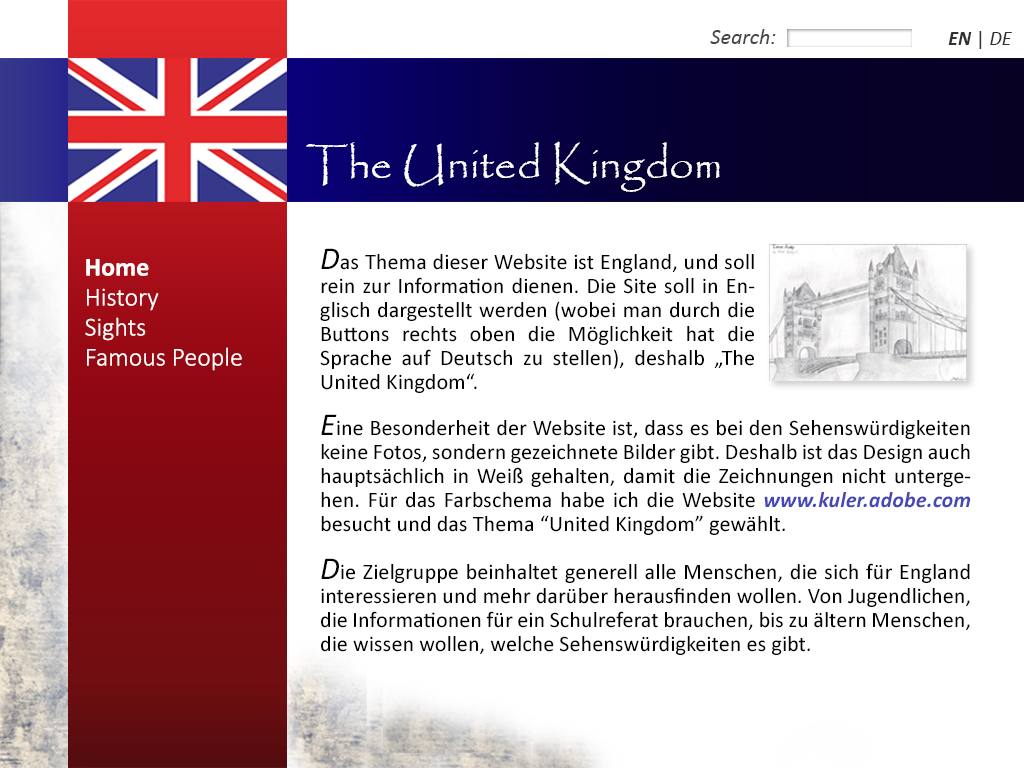 Search:
EN | DE
The United Kingdom
Home
History
Sights
Famous People
Das Thema dieser Website ist England, und soll
rein zur Information dienen. Die Site soll in En-
glisch dargestellt werden (wobei man durch die
Buttons rechts oben die Möglichkeit hat die
Sprache auf Deutsch zu stellen), deshalb „The
United Kingdom“.
Eine Besonderheit der Website ist, dass es bei den Sehenswürdigkeiten
keine Fotos, sondern gezeichnete Bilder gibt. Deshalb ist das Design auch
hauptsächlich in Weiß gehalten, damit die Zeichnungen nicht unterge-
hen. Für das Farbschema habe ich die Website www.kuler.adobe.com
besucht und das Thema “United Kingdom” gewählt.
Die Zielgruppe beinhaltet generell alle Menschen, die sich für England
interessieren und mehr darüber herausfinden wollen. Von Jugendlichen,
die Informationen für ein Schulreferat brauchen, bis zu ältern Menschen,
die wissen wollen, welche Sehenswürdigkeiten es gibt.